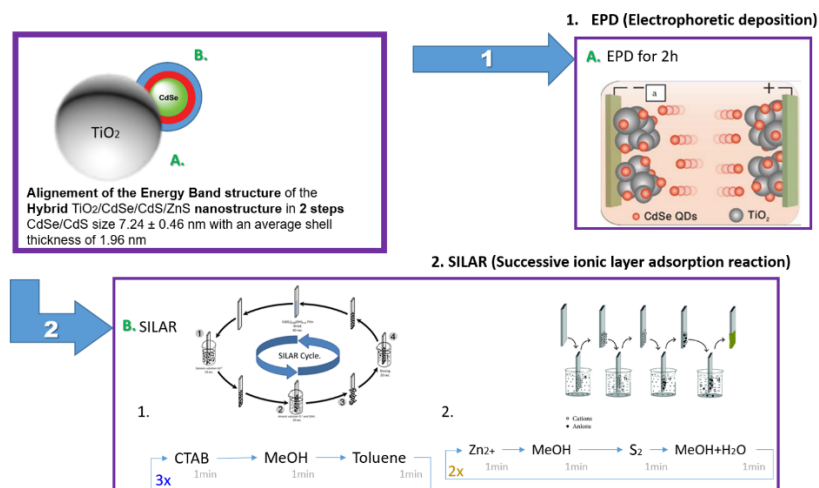 1. EPD (Electrophoretic deposition)
1
A. EPD for 2h
B.
CdSe
TiO2
A.
Alignement of the Energy Band structure of the
Hybrid TiO2/CdSe/CdS/ZnS nanostructure in 2 steps
CdSe/CdS size 7.24 ± 0.46 nm with an average shell
thickness of 1.96 nm
− a +
CdSe QDs TiO2
2. SILAR (Successive ionic layer adsorption reaction)
2
B. SILAR
SILAR Cycle.
1
2
3
4
1.
CTAB MeOH Toluene
3x 1min 1min 1min
Cations
Anions
2.
Zn2+ MeOH S2 MeOH+H2O
2x 1min 1min 1min 1min